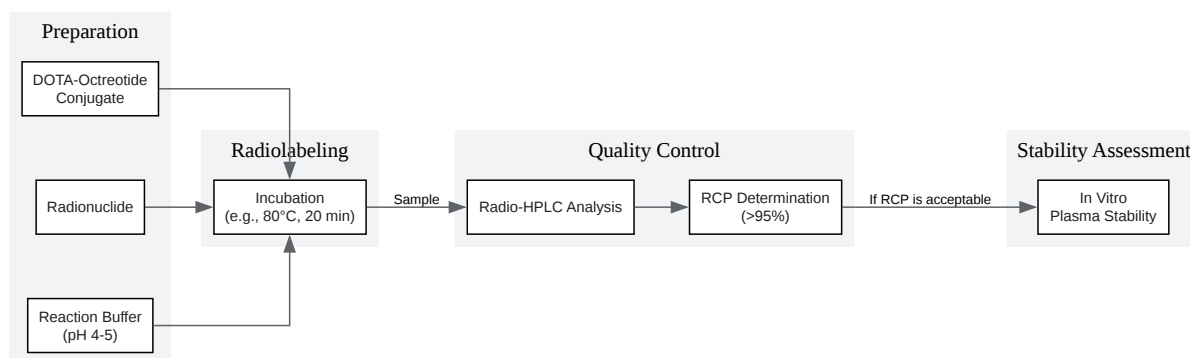 Preparation
DOTA-Octreotide
Conjugate
Radionuclide
Reaction Buffer
(pH 4-5)
Radiolabeling
Incubation
(e.g., 80°C, 20 min)
Sample
Quality Control
Radio-HPLC Analysis
RCP Determination
(>95%)
If RCP is acceptable
Stability Assessment
In Vitro
Plasma Stability